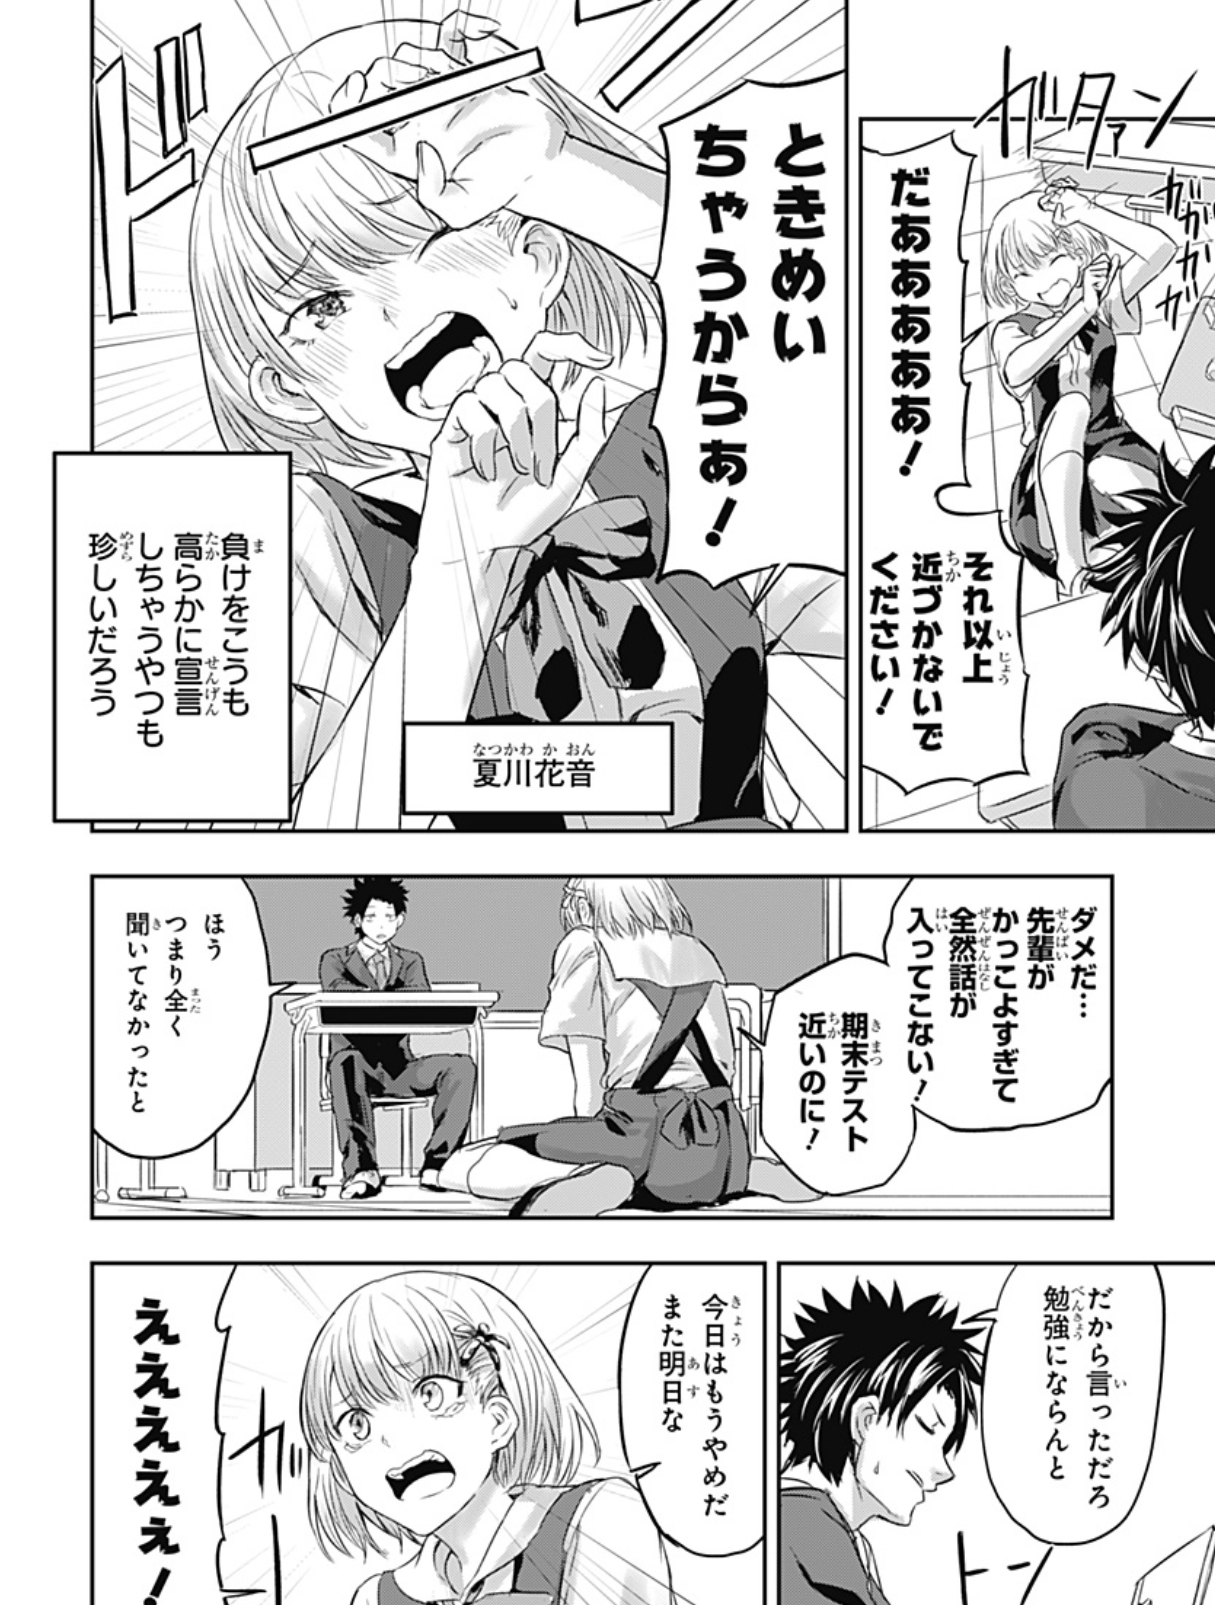 ガタァン
ガガガガ
だあああああ！
それ以上
近づかないで
ください！
ときめい
ちゃうからぁ！
ドド
ン
負けをこうも
高らかに宣言
しちゃうやつも
珍しいだろう
夏川花音
ダメだ…
先輩が
かっこよすぎて
全然話が
入ってこない！
期末テスト
近いのに！
ほう
つまり全く
聞いてなかったと
だから言っただろ
勉強にならんと
トン
今日はもうやめだ
また明日な
ガーン
えええええぇ！